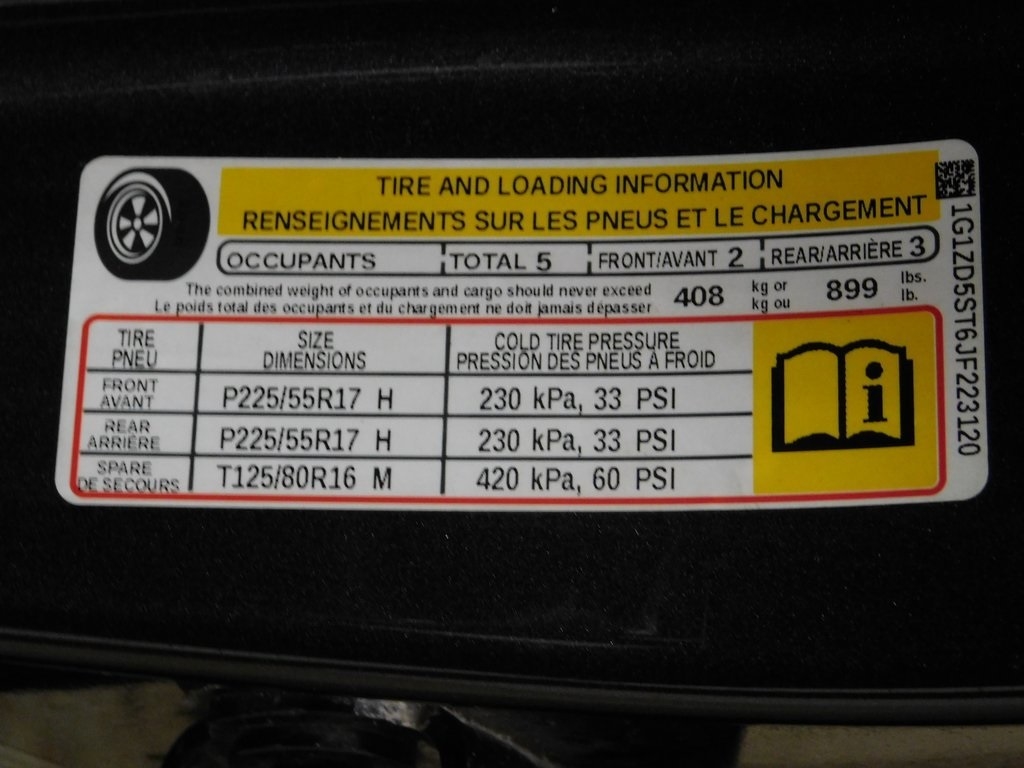 TIRE AND LOADING INFORMATION
RENSEIGNEMENTS SUR LES PNEUS ET LE CHARGEMENT
OCCUPANTS TOTAL 5 FRONT/AVANT 2 REAR/ARRIÈRE 3
The combined weight of occupants and cargo should never exceed 408 kg or 899 lbs.
Le poids total des occupants et du chargement ne doit jamais dépasser kg ou lb.
TIRE SIZE COLD TIRE PRESSURE
PNEU DIMENSIONS PRESSION DES PNEUS À FROID
FRONT
AVANT P225/55R17 H 230 kPa, 33 PSI
REAR
ARRIÈRE P225/55R17 H 230 kPa, 33 PSI
SPARE
DE SECOURS T125/80R16 M 420 kPa, 60 PSI
i
1G1ZD5ST6JF223120